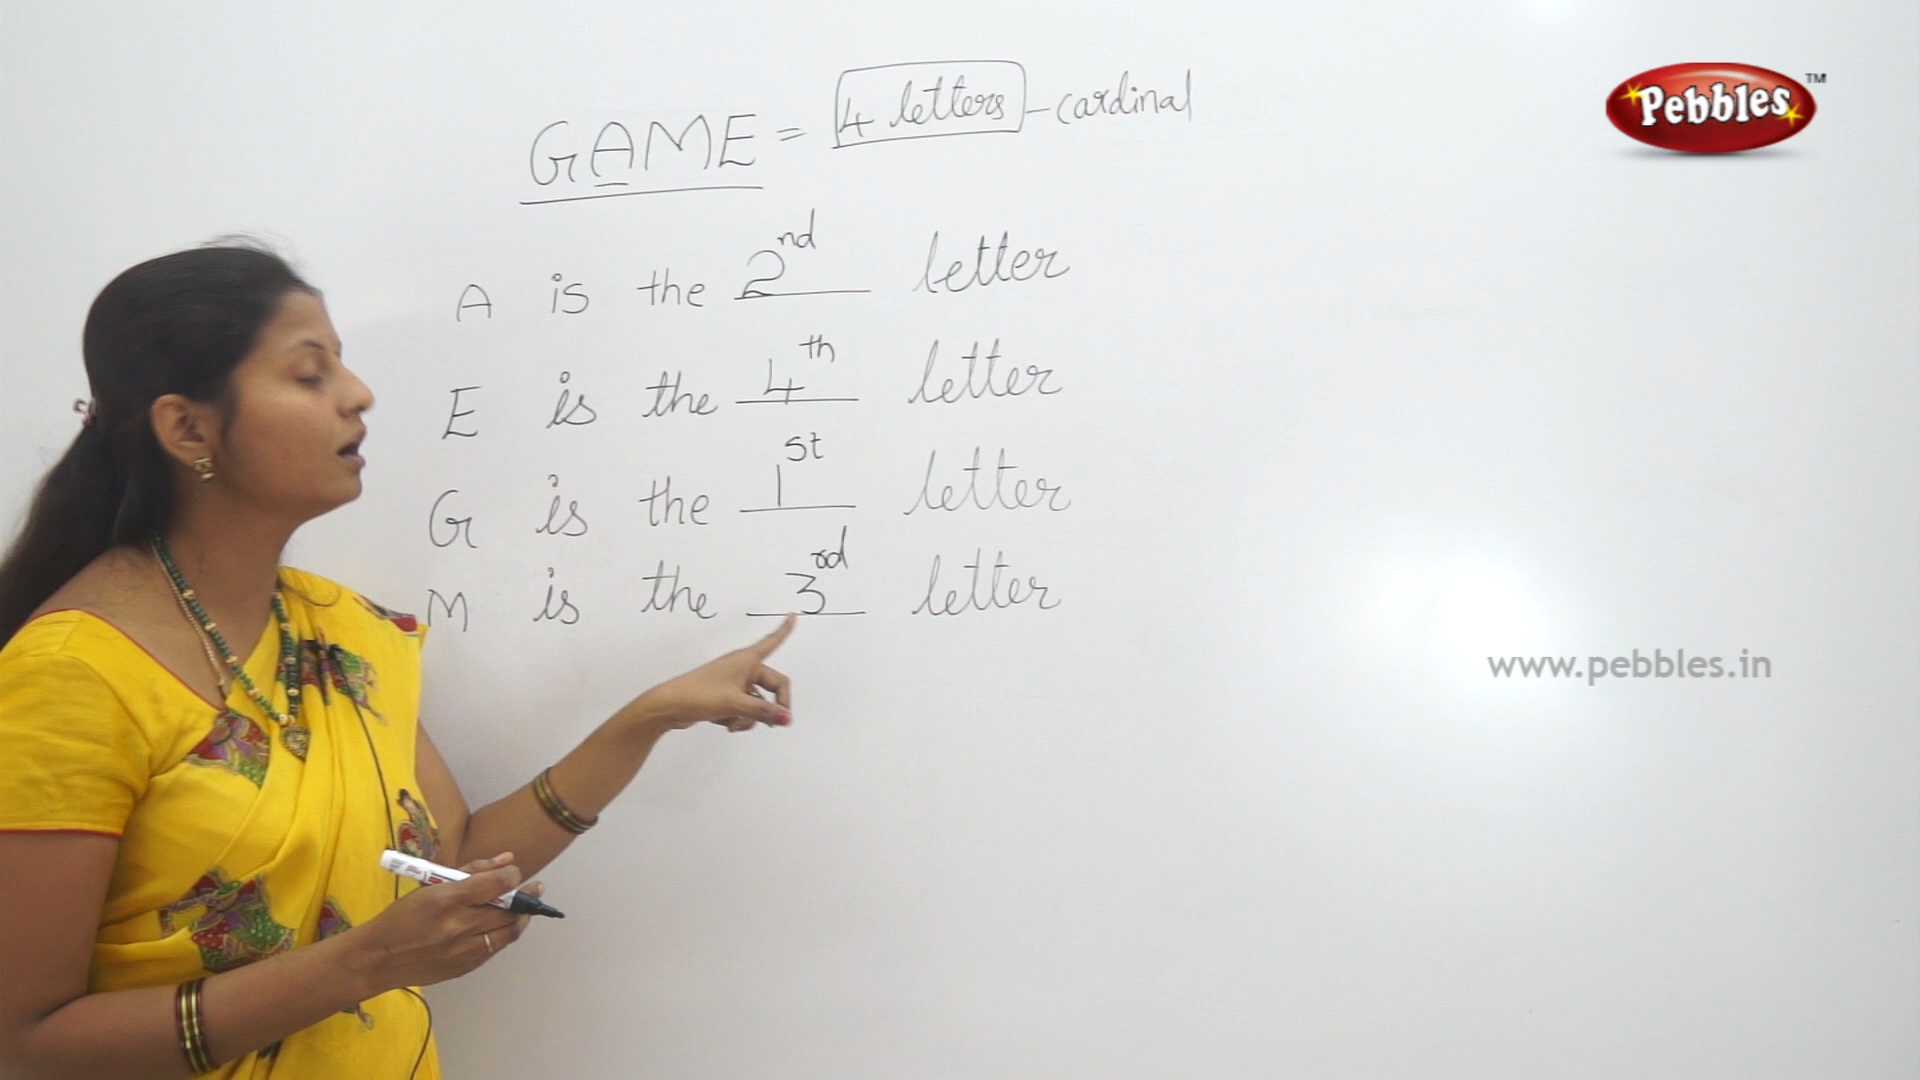 GAME = 4 letters - cardinal
Pebbles™
A is the 2nd letter
E is the 4th letter
G is the 1st letter
M is the 3rd letter
www.pebbles.in